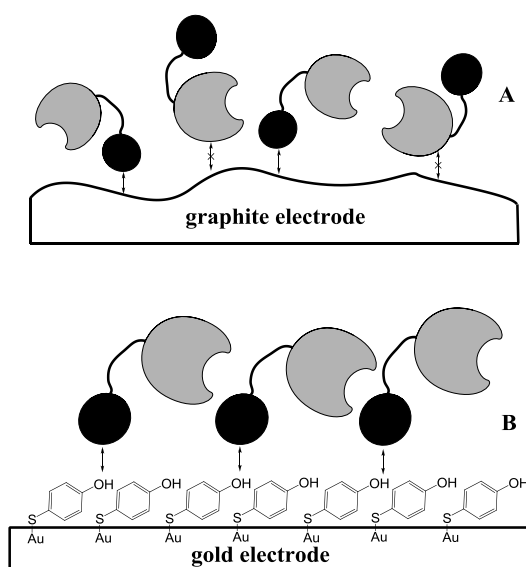 A
graphite electrode
B
OH OH OH OH OH OH OH
S S S S S S S
Au Au Au Au Au Au Au
gold electrode